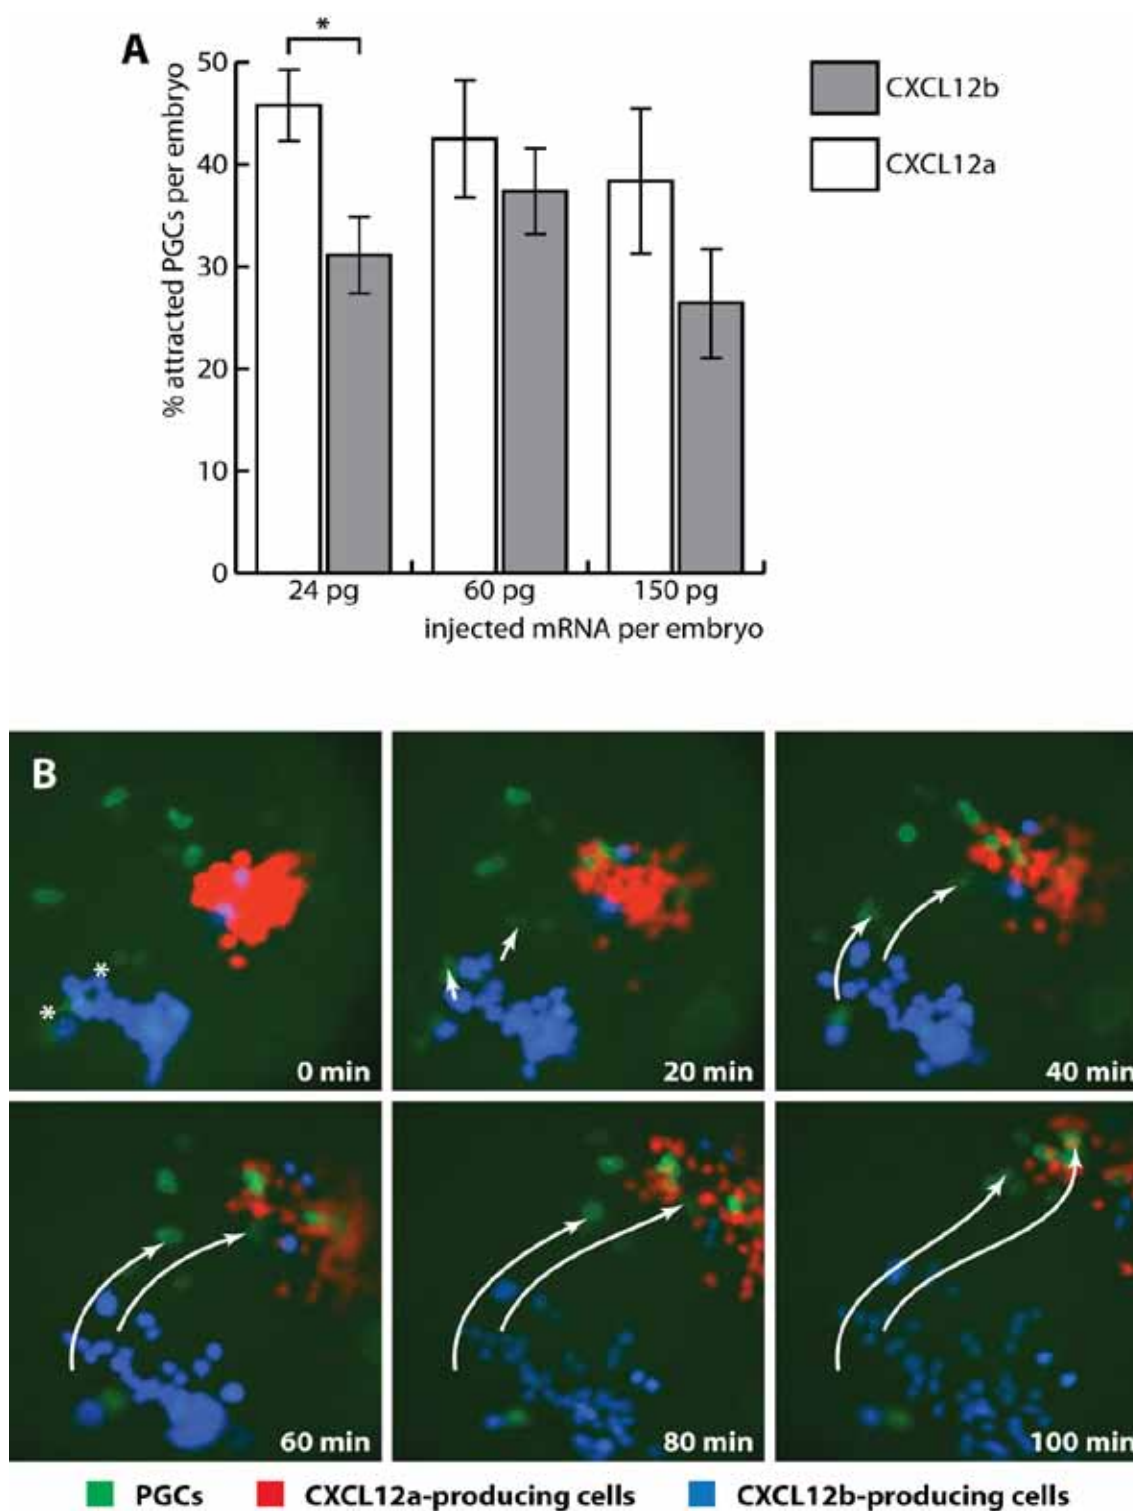 A
*
50
40
30
20
10
0
% attracted PGCs per embryo
24 pg
60 pg
150 pg
injected mRNA per embryo
CXCL12b
CXCL12a
B
*
*
0 min
20 min
40 min
60 min
80 min
100 min
PGCs
CXCL12a-producing cells
CXCL12b-producing cells